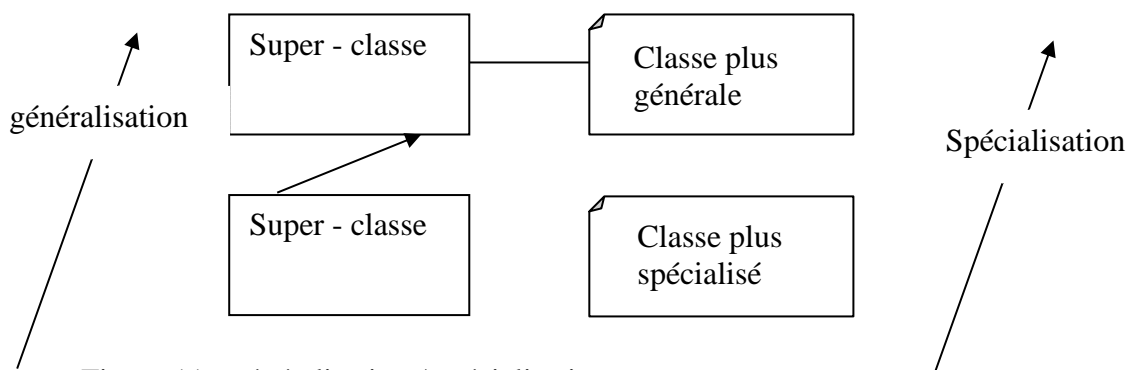 Super - classe
Classe plus
générale
généralisation
Spécialisation
Super - classe
Classe plus
spécialisé